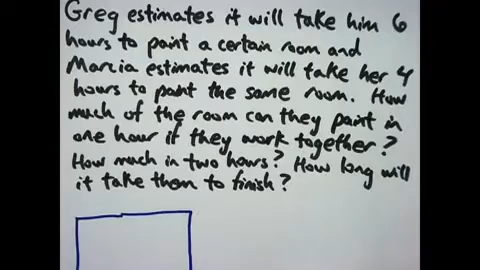 Greg estimates it will take him 6
hours to paint a certain room and
Marcia estimates it will take her 4
hours to paint the same room. How
much of the room can they paint in
one hour if they work together?
How much in two hours? How long will
it take them to finish?